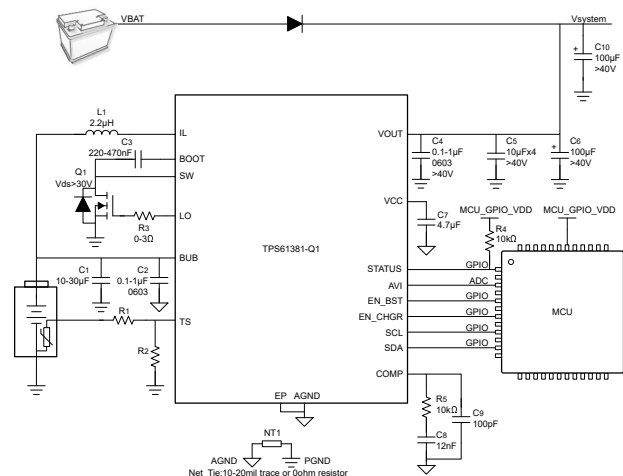 VBAT
Vsystem
C10
100µF
>40V
L1
2.2µH
IL
C3
220-470nF
BOOT
SW
Q1
Vds>30V
LO
R3
0-3Ω
BUB
C1
10-30µF
C2
0.1-1µF
0603
R1
TS
R2
TPS61381-Q1
EP AGND
VOUT
C4
0.1-1µF
0603
>40V
C5
10µFx4
>40V
C6
100µF
>40V
VCC
C7
4.7µF
MCU_GPIO_VDD
MCU_GPIO_VDD
R4
10kΩ
STATUS
GPIO
AVI
ADC
EN_BST
GPIO
EN_CHGR
GPIO
SCL
GPIO
SDA
GPIO
MCU
COMP
R5
10kΩ
C8
12nF
C9
100pF
NT1
AGND
PGND
Net_Tie:10-20mil trace or 0ohm resistor